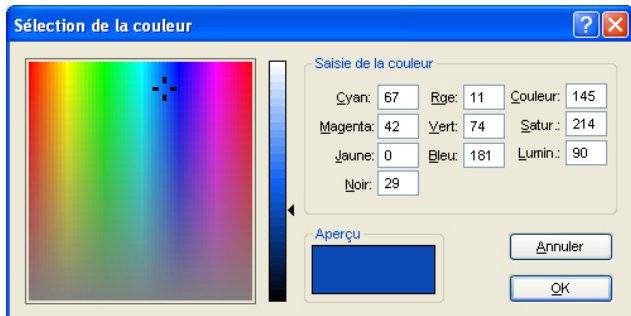 Sélection de la couleur
Saisie de la couleur
Cyan: 67 Rge: 11 Couleur: 145
Magenta: 42 Vert: 74 Satur.: 214
Jaune: 0 Bleu: 181 Lumin.: 90
Noir: 29
Aperçu
Annuler
OK